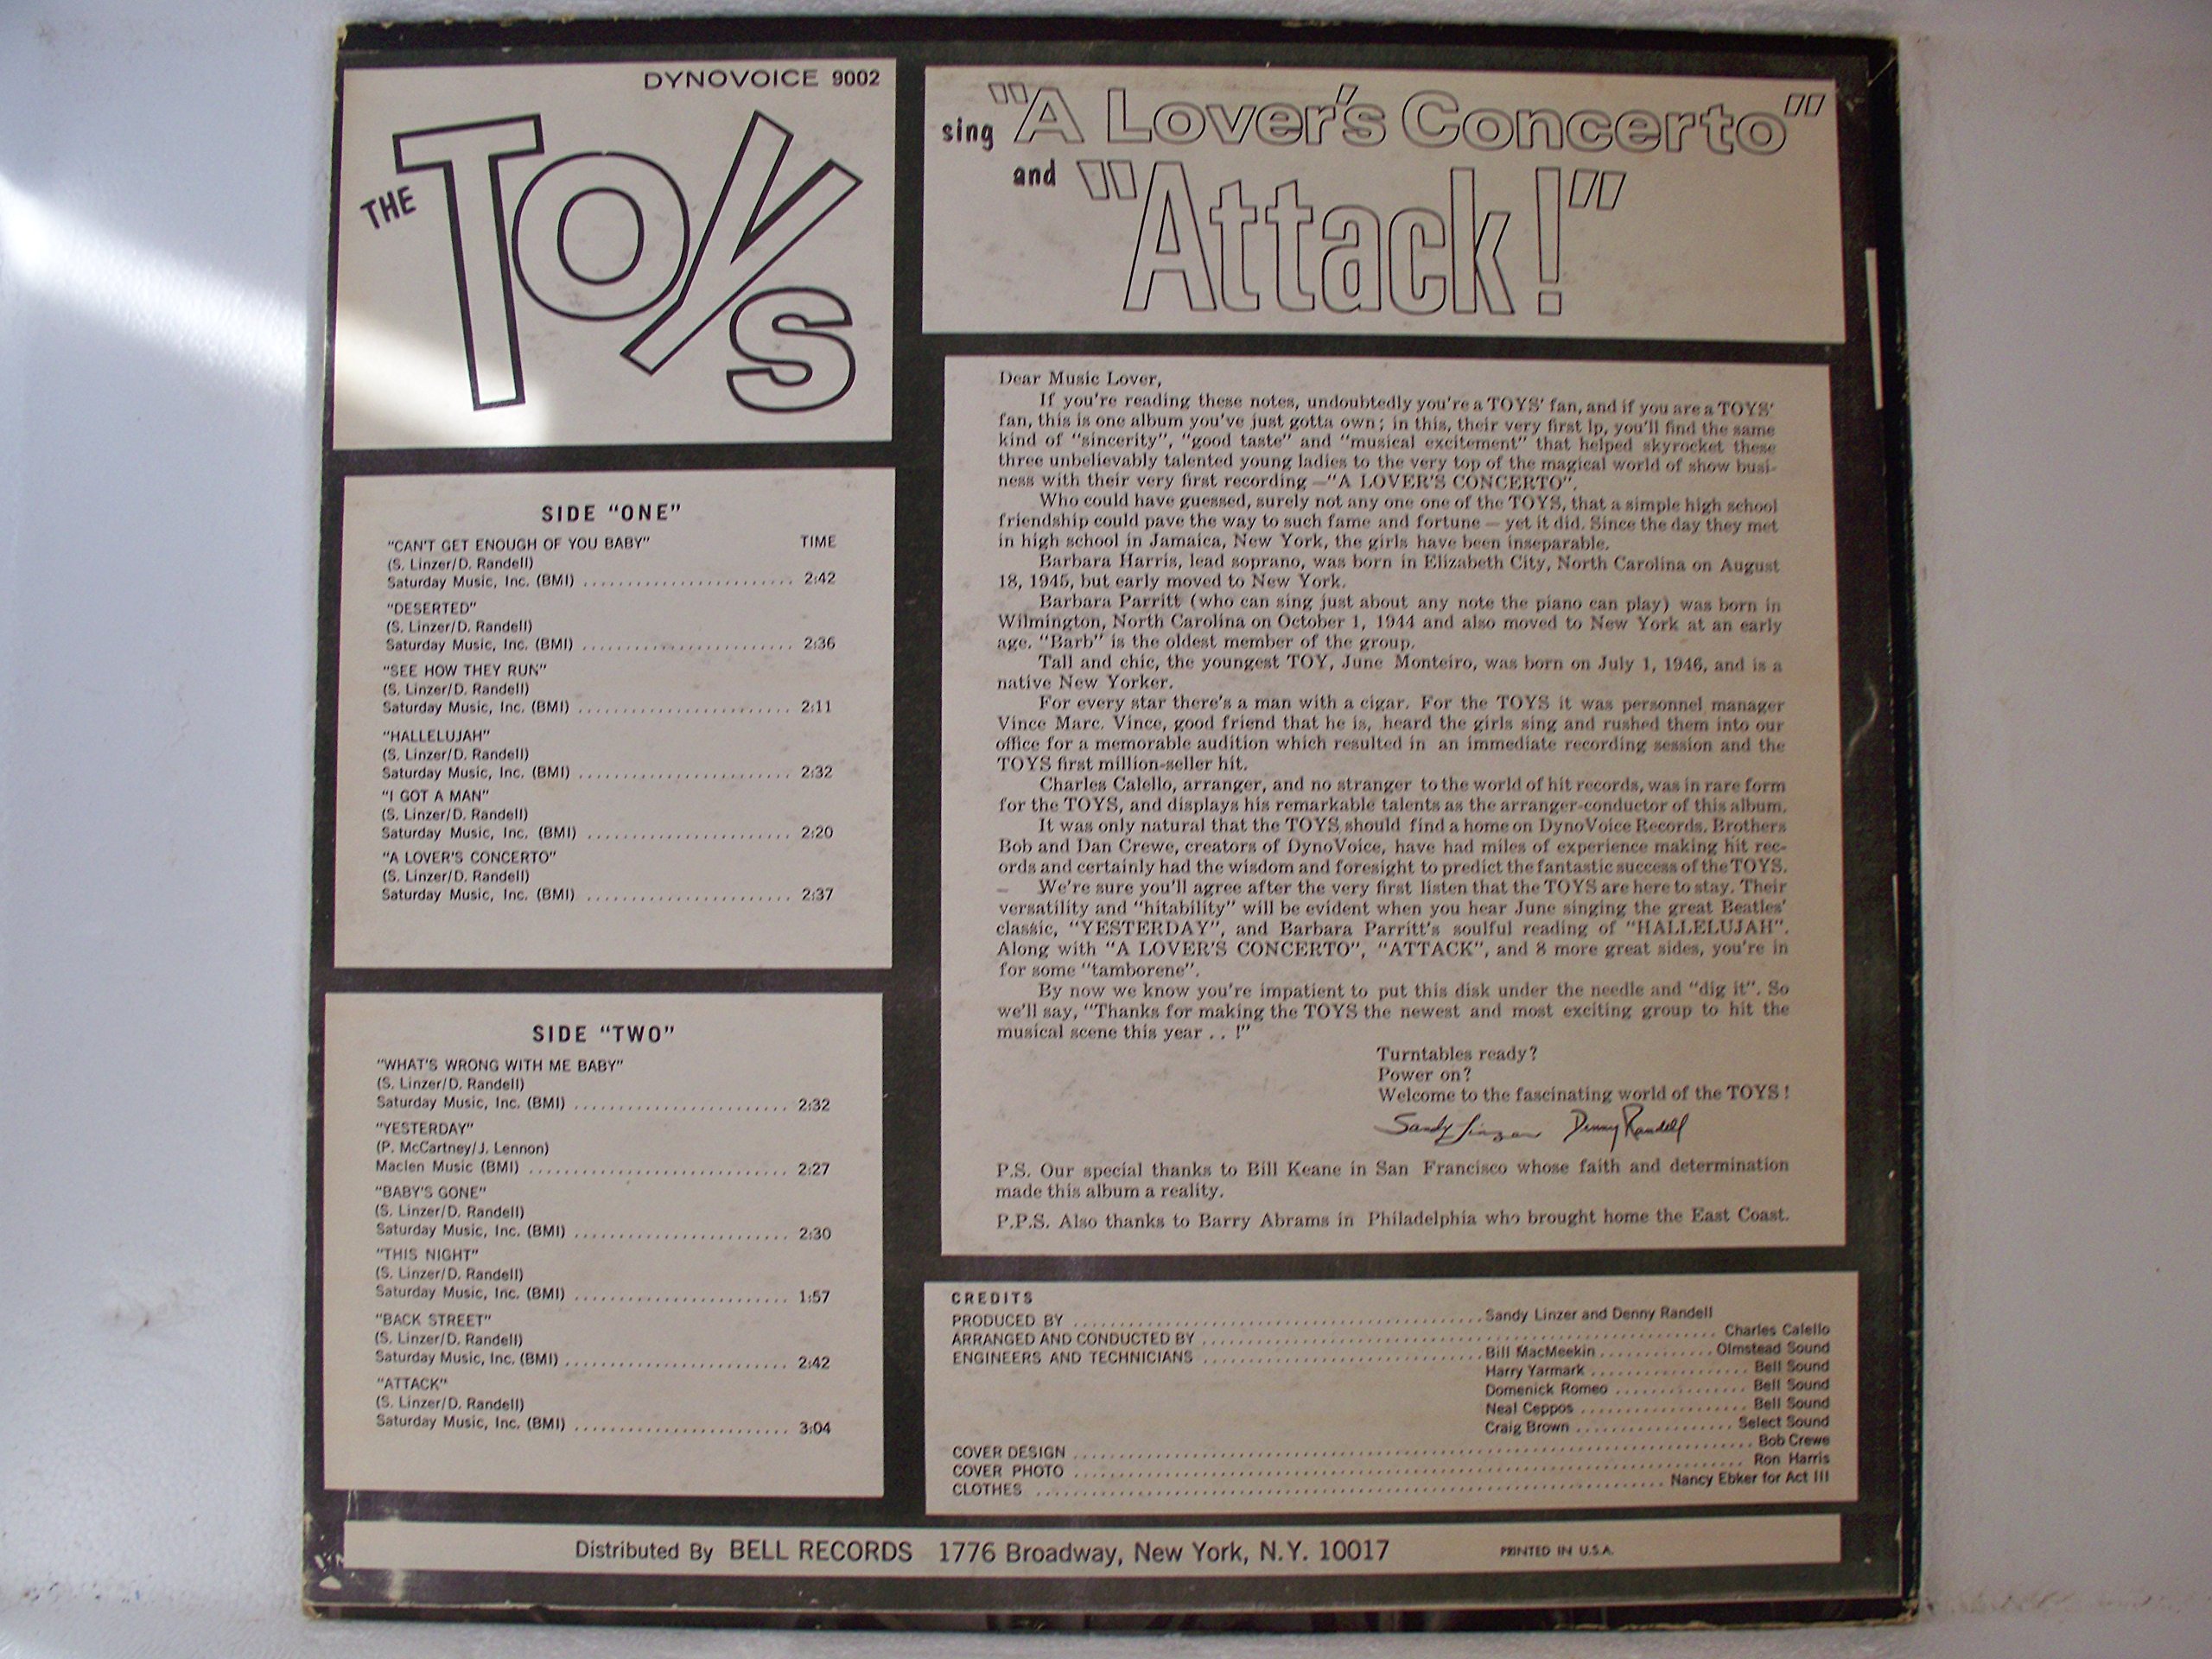 DYNOVOICE 9002
THE TOYS
sing "A Lover's Concerto"
and "Attack!"
SIDE "ONE"
"CAN'T GET ENOUGH OF YOU BABY" TIME
(S. Linzer/D. Randell)
Saturday Music, Inc. (BMI) ........................ 2:42
"DESERTED"
(S. Linzer/D. Randell)
Saturday Music, Inc. (BMI) ........................ 2:36
"SEE HOW THEY RUN"
(S. Linzer/D. Randell)
Saturday Music, Inc. (BMI) ........................ 2:11
"HALLELUJAH"
(S. Linzer/D. Randell)
Saturday Music, Inc. (BMI) ........................ 2:32
"I GOT A MAN"
(S. Linzer/D. Randell)
Saturday Music, Inc. (BMI) ........................ 2:20
"A LOVER'S CONCERTO"
(S. Linzer/D. Randell)
Saturday Music, Inc. (BMI) ........................ 2:37
SIDE "TWO"
"WHAT'S WRONG WITH ME BABY"
(S. Linzer/D. Randell)
Saturday Music, Inc. (BMI) ........................ 2:32
"YESTERDAY"
(P. McCartney/J. Lennon)
Maclen Music (BMI) ............................. 2:27
"BABY'S GONE"
(S. Linzer/D. Randell)
Saturday Music, Inc. (BMI) ........................ 2:30
"THIS NIGHT"
(S. Linzer/D. Randell)
Saturday Music, Inc. (BMI) ........................ 1:57
"BACK STREET"
(S. Linzer/D. Randell)
Saturday Music, Inc. (BMI) ........................ 2:42
"ATTACK"
(S. Linzer/D. Randell)
Saturday Music, Inc. (BMI) ........................ 3:04
Dear Music Lover,
If you're reading these notes, undoubtedly you're a TOYS' fan, and if you are a TOYS'
fan, this is one album you've just gotta own; in this, their very first lp, you'll find the same
kind of "sincerity", "good taste" and "musical excitement" that helped skyrocket these
three unbelievably talented young ladies to the very top of the magical world of show busi-
ness with their very first recording —"A LOVER'S CONCERTO".
Who could have guessed, surely not any one one of the TOYS, that a simple high school
friendship could pave the way to such fame and fortune — yet it did. Since the day they met
in high school in Jamaica, New York, the girls have been inseparable.
Barbara Harris, lead soprano, was born in Elizabeth City, North Carolina on August
18, 1945, but early moved to New York.
Barbara Parritt (who can sing just about any note the piano can play) was born in
Wilmington, North Carolina on October 1, 1944 and also moved to New York at an early
age. "Barb" is the oldest member of the group.
Tall and chic, the youngest TOY, June Monteiro, was born on July 1, 1946, and is a
native New Yorker.
For every star there's a man with a cigar. For the TOYS it was personnel manager
Vince Marc. Vince, good friend that he is, heard the girls sing and rushed them into our
office for a memorable audition which resulted in an immediate recording session and the
TOYS first million-seller hit.
Charles Calello, arranger, and no stranger to the world of hit records, was in rare form
for the TOYS, and displays his remarkable talents as the arranger-conductor of this album.
It was only natural that the TOYS should find a home on DynoVoice Records. Brothers
Bob and Dan Crewe, creators of DynoVoice, have had miles of experience making hit rec-
ords and certainly had the wisdom and foresight to predict the fantastic success of the TOYS.
We're sure you'll agree after the very first listen that the TOYS are here to stay. Their
versatility and "hitability" will be evident when you hear June singing the great Beatles'
classic, "YESTERDAY", and Barbara Parritt's soulful reading of "HALLELUJAH".
Along with "A LOVER'S CONCERTO", "ATTACK", and 8 more great sides, you're in
for some "tamborene".
By now we know you're impatient to put this disk under the needle and "dig it". So
we'll say, "Thanks for making the TOYS the newest and most exciting group to hit the
musical scene this year . . !"
Turntables ready?
Power on?
Welcome to the fascinating world of the TOYS!
Sandy Linzer Denny Randell
P.S. Our special thanks to Bill Keane in San Francisco whose faith and determination
made this album a reality.
P.P.S. Also thanks to Barry Abrams in Philadelphia who brought home the East Coast.
CREDITS
PRODUCED BY ........................ Sandy Linzer and Denny Randell
ARRANGED AND CONDUCTED BY ........................ Charles Calello
ENGINEERS AND TECHNICIANS ........................ Bill MacMeekin ............ Olmstead Sound
Harry Yarmark ................ Bell Sound
Domenick Romeo ............. Bell Sound
Neal Ceppos ................. Bell Sound
Craig Brown ................ Select Sound
COVER DESIGN ........................ Bob Crewe
COVER PHOTO ........................ Ron Harris
CLOTHES ........................ Nancy Ebker for Act III
Distributed By BELL RECORDS 1776 Broadway, New York, N.Y. 10017 PRINTED IN U.S.A.